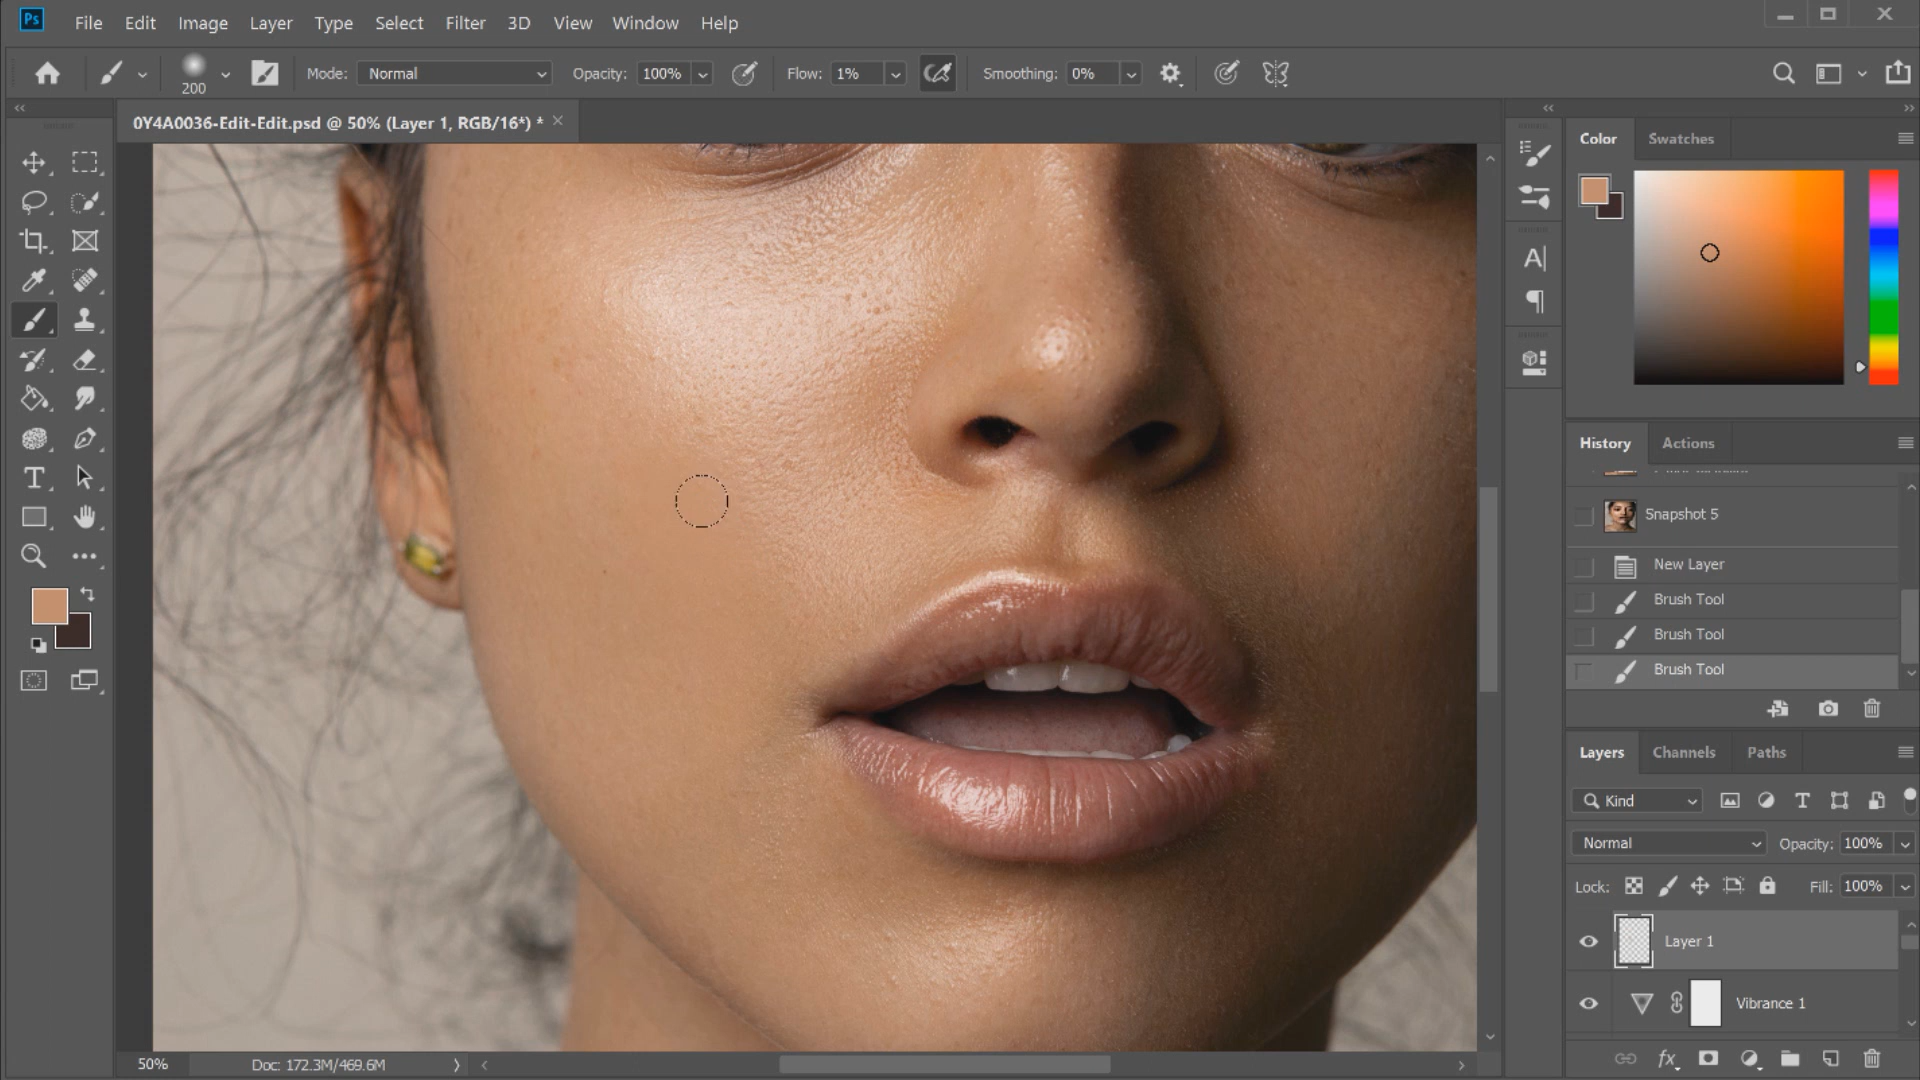 Ps File Edit Image Layer Type Select Filter 3D View Window Help
200 Mode: Normal Opacity: 100% Flow: 1% Smoothing: 0%
0Y4A0036-Edit-Edit.psd @ 50% (Layer 1, RGB/16*) *
Color Swatches
History Actions
Snapshot 5
New Layer
Brush Tool
Brush Tool
Brush Tool
Layers Channels Paths
Kind
Normal Opacity: 100%
Lock: Fill: 100%
Layer 1
Vibrance 1
fx
50% Doc: 172.3M/469.6M